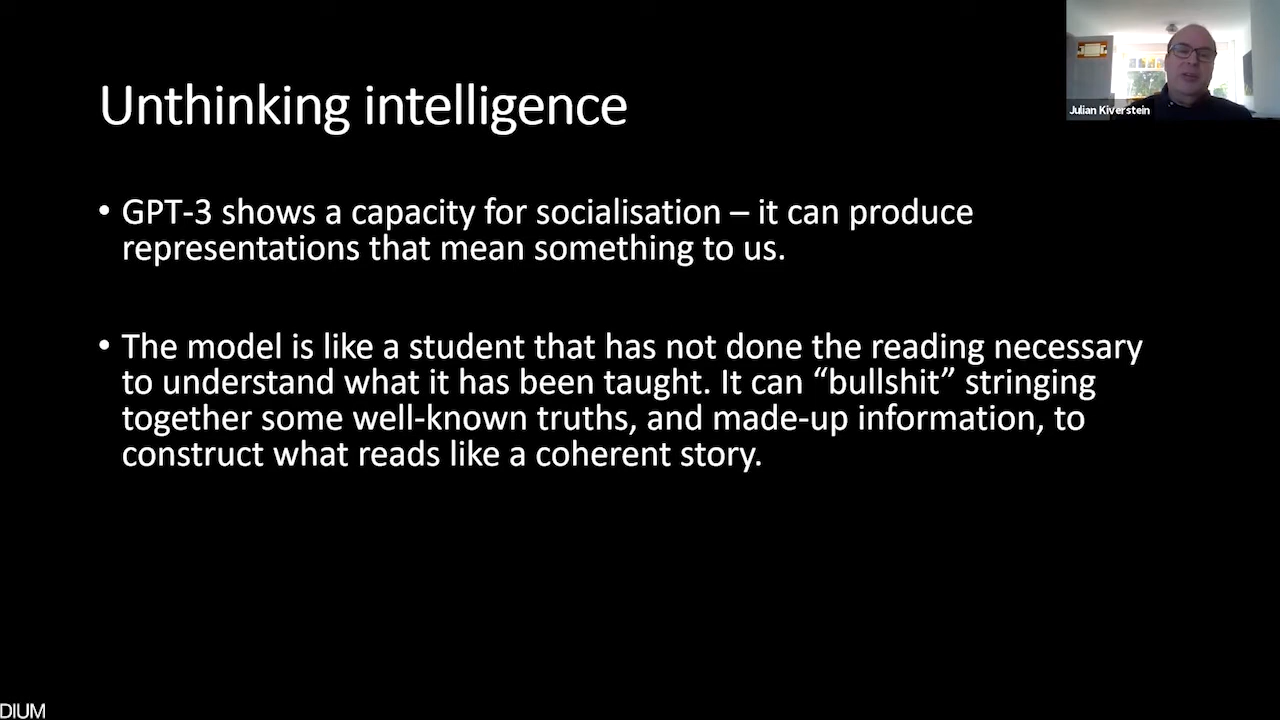 Unthinking intelligence
Julian Kiverstein
• GPT-3 shows a capacity for socialisation – it can produce
representations that mean something to us.
• The model is like a student that has not done the reading necessary
to understand what it has been taught. It can “bullshit” stringing
together some well-known truths, and made-up information, to
construct what reads like a coherent story.
DIUM